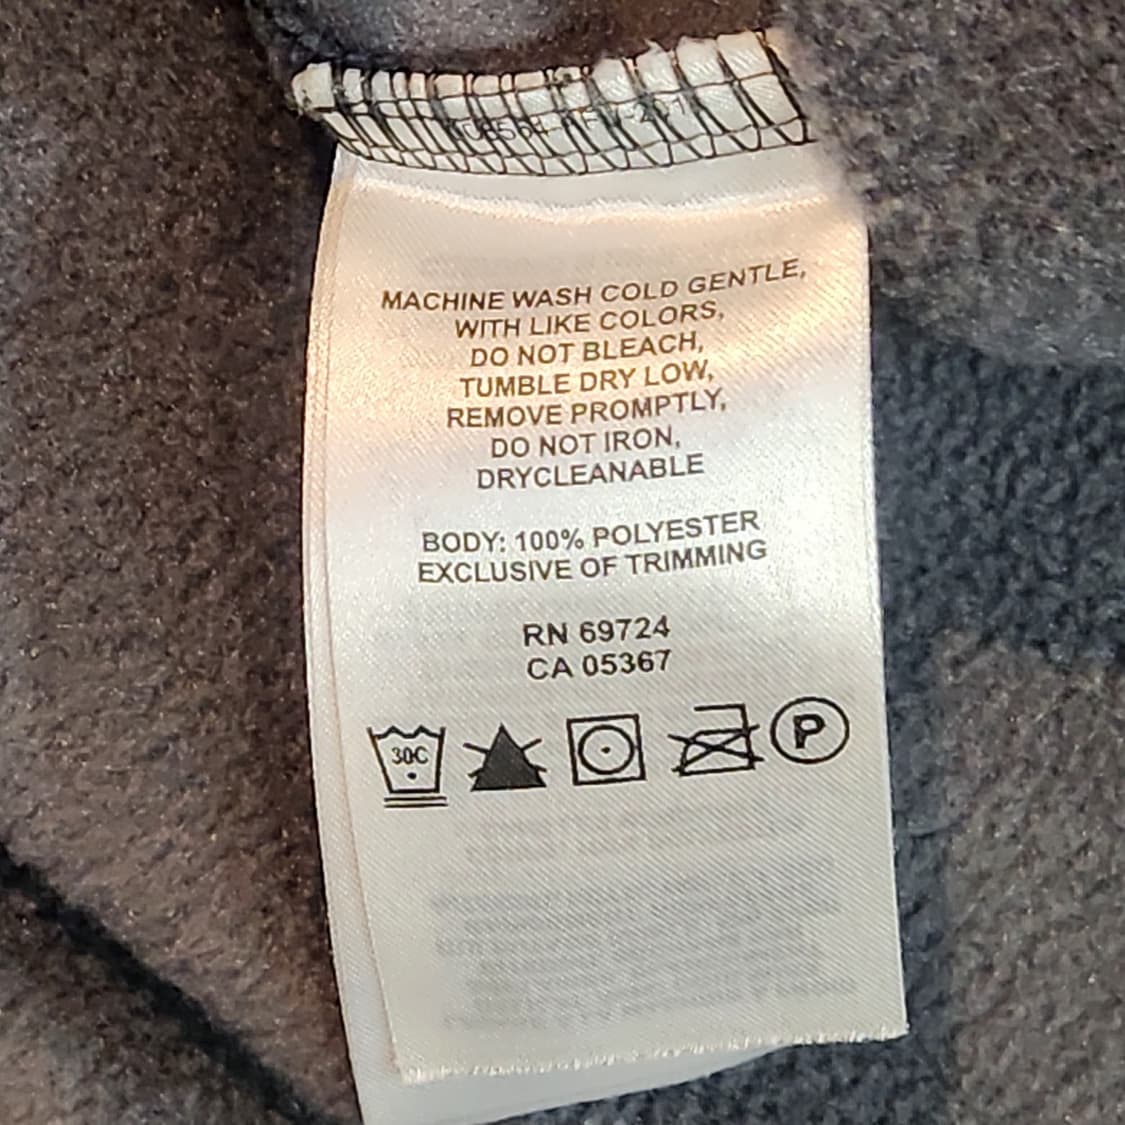 MACHINE WASH COLD GENTLE,
WITH LIKE COLORS,
DO NOT BLEACH,
TUMBLE DRY LOW,
REMOVE PROMPTLY,
DO NOT IRON,
DRYCLEANABLE
BODY: 100% POLYESTER
EXCLUSIVE OF TRIMMING
RN 69724
CA 05367
30C
P